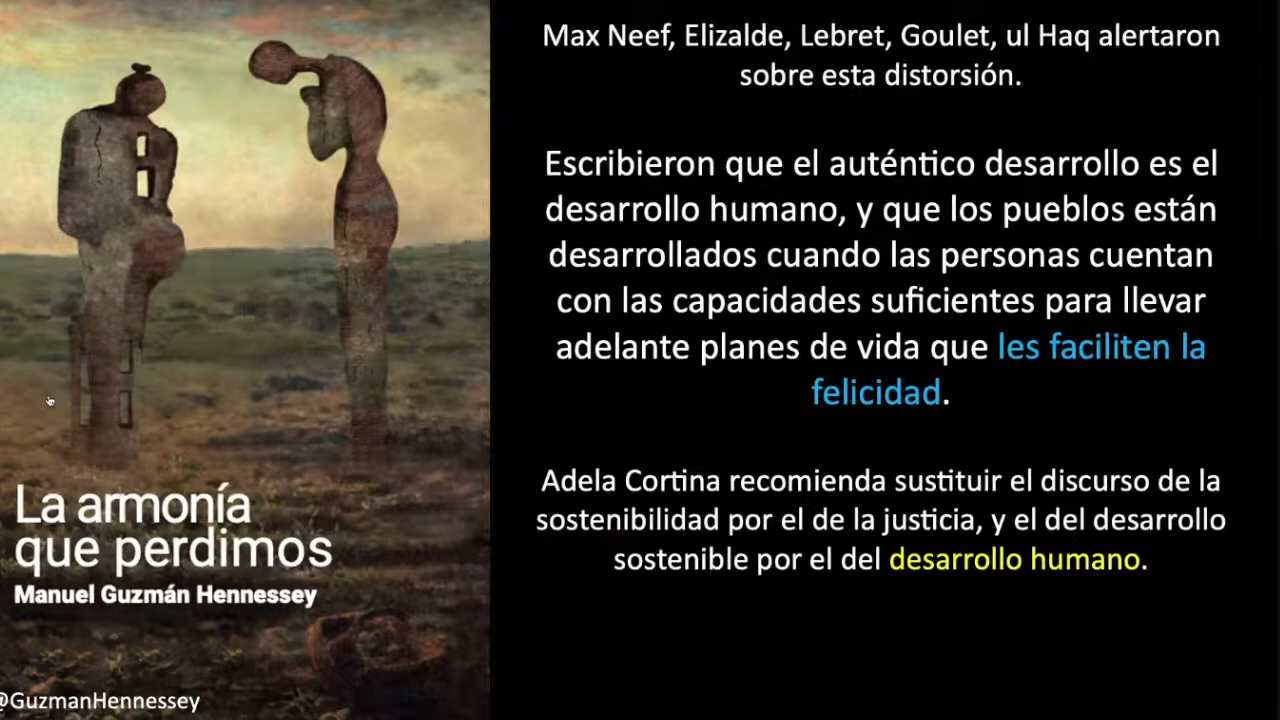 Max Neef, Elizalde, Lebret, Goulet, ul Haq alertaron
sobre esta distorsión.
Escribieron que el auténtico desarrollo es el
desarrollo humano, y que los pueblos están
desarrollados cuando las personas cuentan
con las capacidades suficientes para llevar
adelante planes de vida que les faciliten la
felicidad.
Adela Cortina recomienda sustituir el discurso de la
sostenibilidad por el de la justicia, y el del desarrollo
sostenible por el del desarrollo humano.
La armonía
que perdimos
Manuel Guzmán Hennessey
@GuzmanHennessey